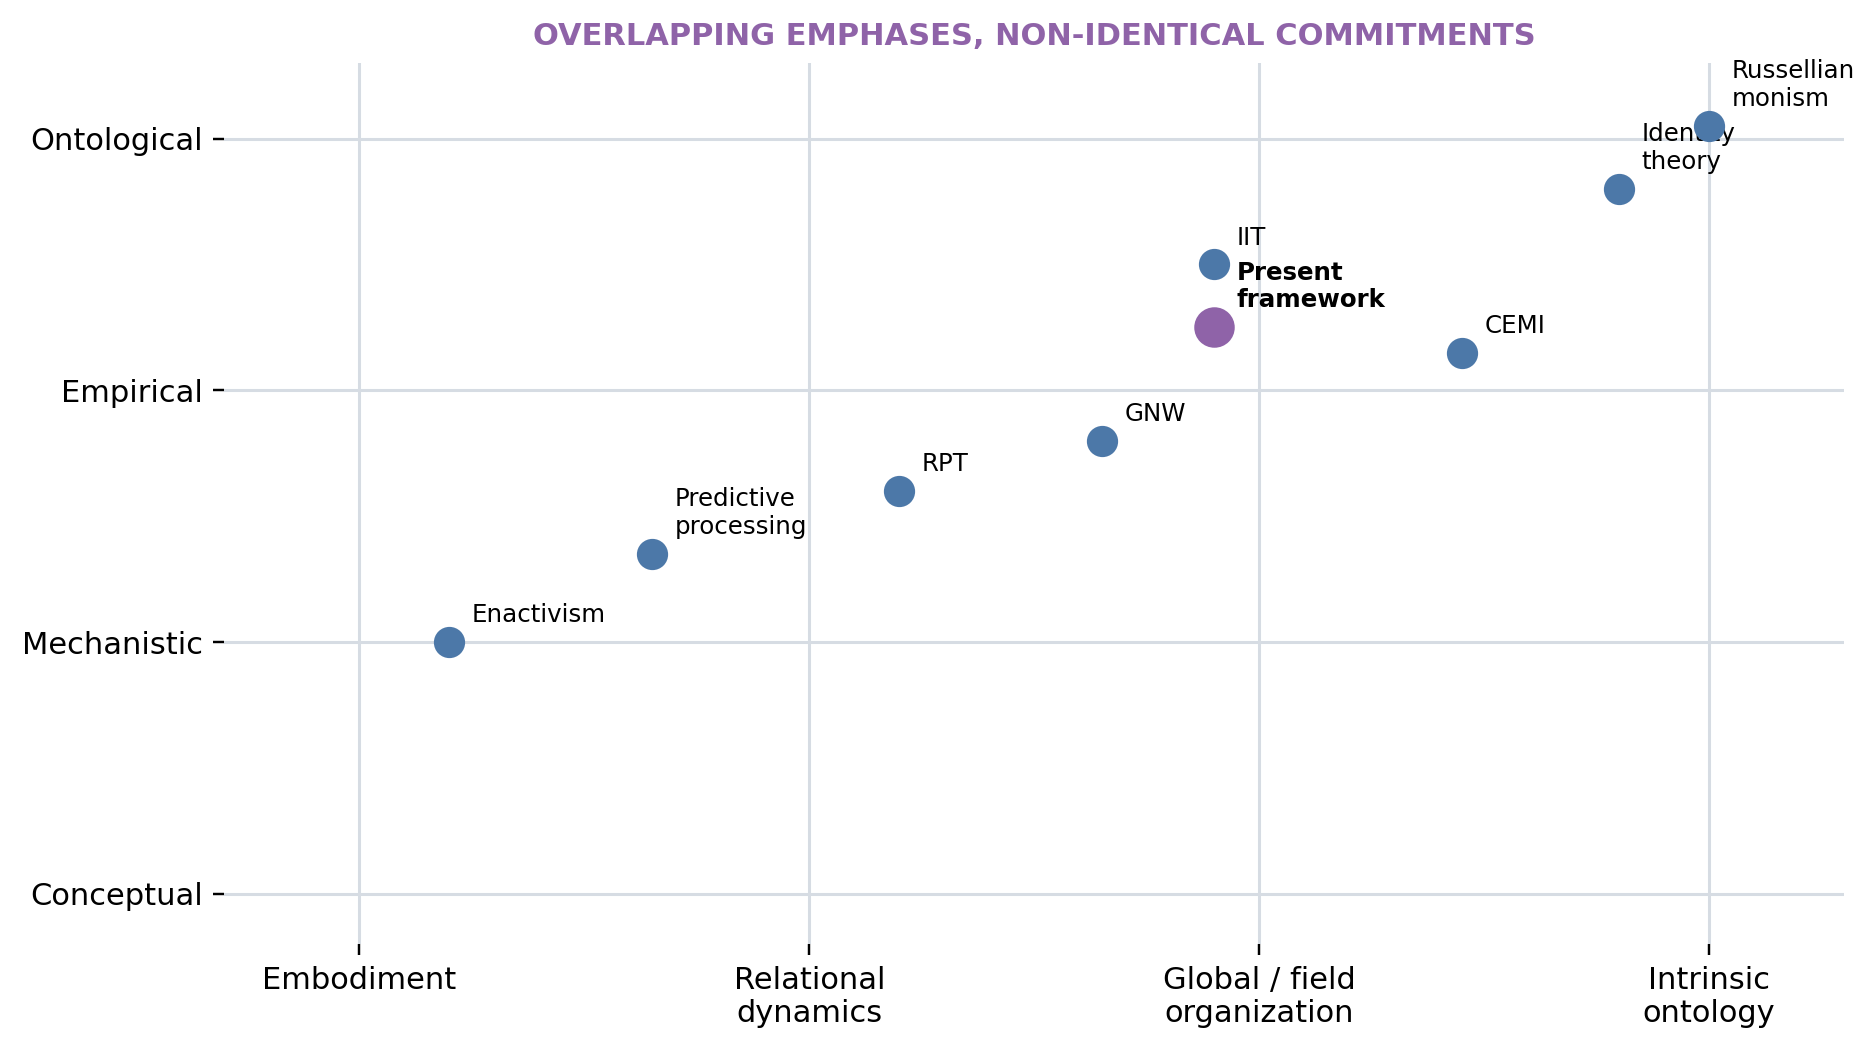 OVERLAPPING EMPHASES, NON-IDENTICAL COMMITMENTS
Russellian
monism
Ontological
Identity
theory
IIT
Present
framework
CEMI
Empirical
GNW
RPT
Predictive
processing
Enactivism
Mechanistic
Conceptual
Embodiment
Relational
dynamics
Global / field
organization
Intrinsic
ontology